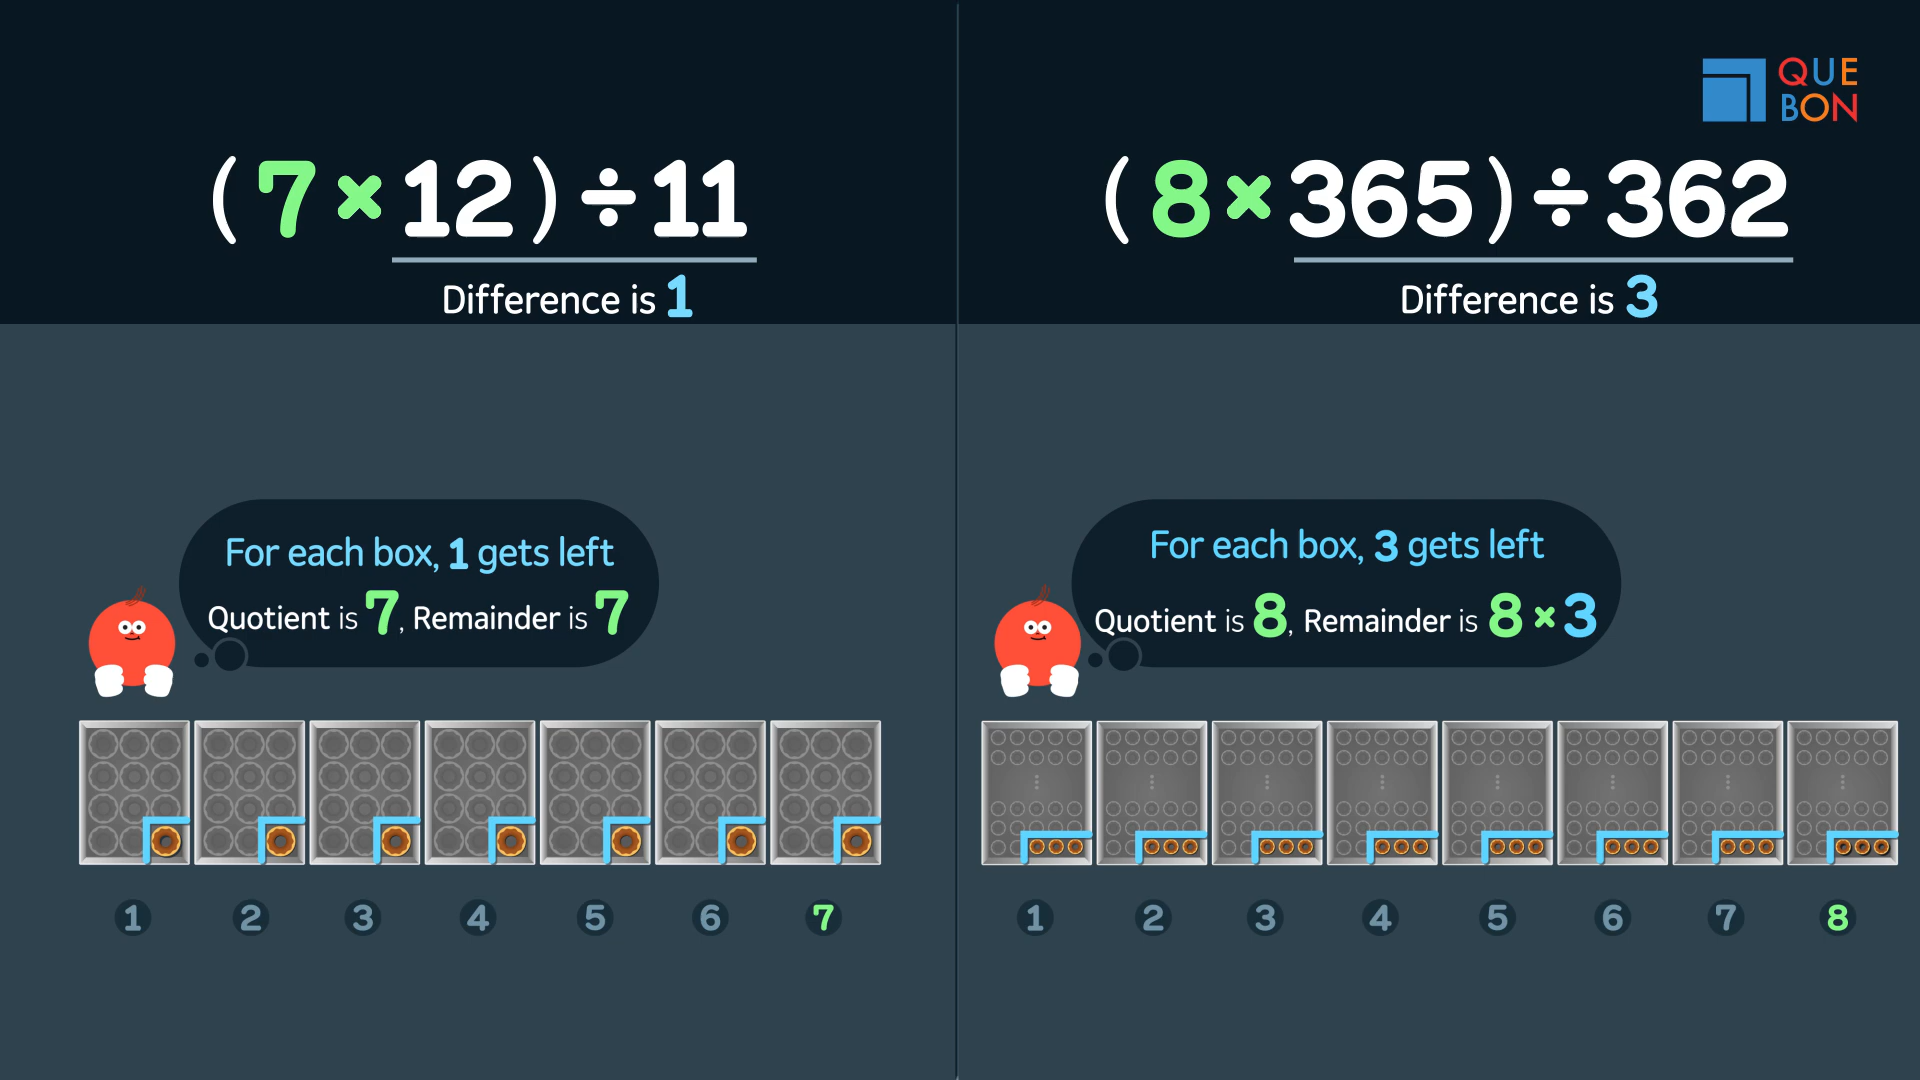 (7×12)÷11
Difference is 1
For each box, 1 gets left
Quotient is 7, Remainder is 7
1 2 3 4 5 6 7
QUE
BON
(8×365)÷362
Difference is 3
For each box, 3 gets left
Quotient is 8, Remainder is 8×3
1 2 3 4 5 6 7 8